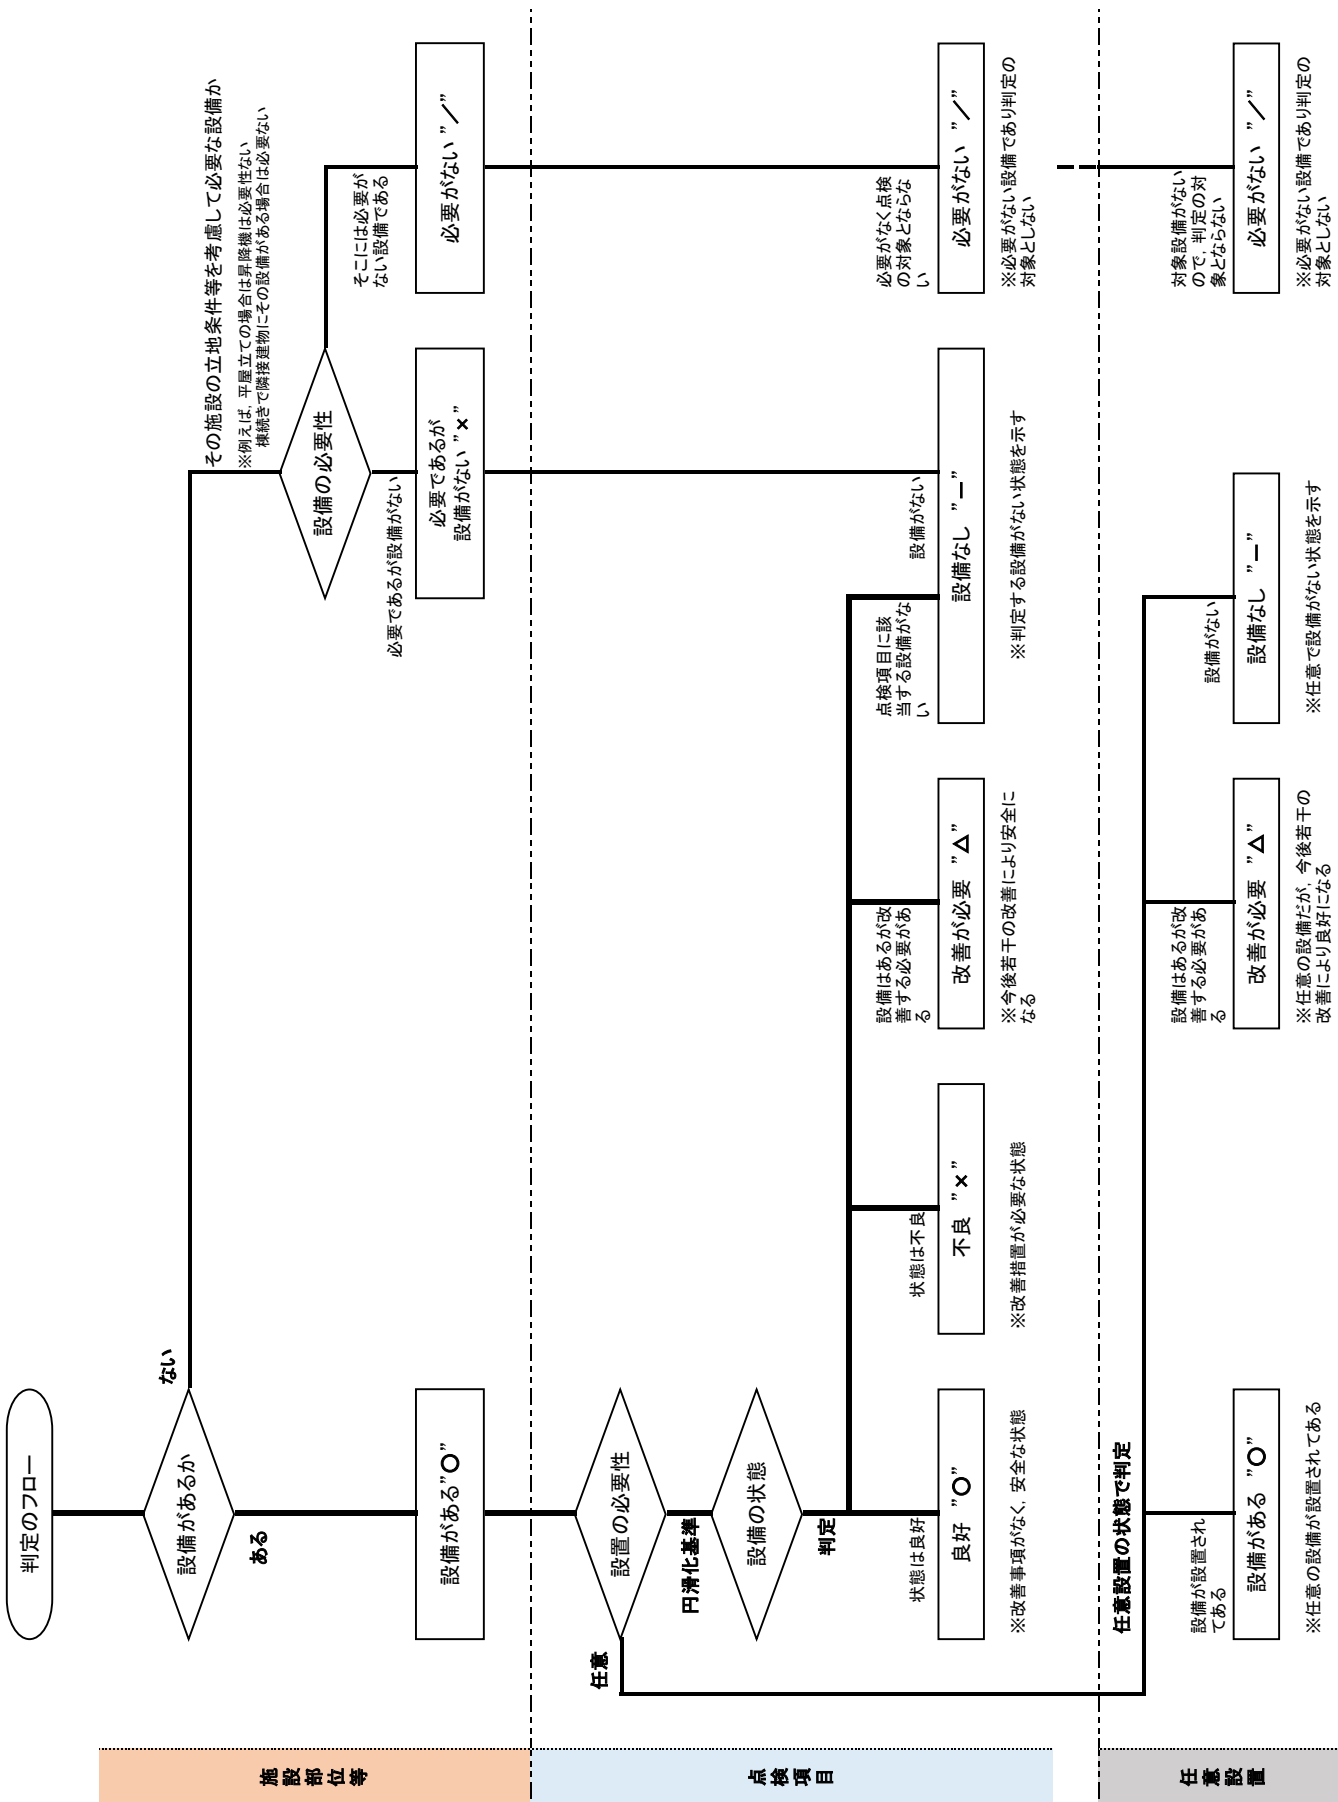 判定のフロー
施設部位等
設備があるか
ない
ある
その施設の立地条件等を考慮して必要な設備か
※例えば，平屋立ての場合は昇降機は必要性ない
棟続きで隣接建物にその設備がある場合は必要ない
設備の必要性
必要であるが設備がない
そこには必要が
ない設備である
設備がある"○"
必要であるが
設備がない"×"
必要がない"／"
点検項目
設置の必要性
任意
円滑化基準
設備の状態
判定
状態は良好
状態は不良
設備はあるが改
善する必要があ
る
点検項目に該
当する設備がな
い
設備がない
必要がなく点検
の対象とならな
い
良好 "○"
不良 "×"
改善が必要 "△"
設備なし "－"
必要がない "／"
※改善事項がなく，安全な状態
※改善措置が必要な状態
※今後若干の改善により安全に
なる
※判定する設備がない状態を示す
※必要がない設備であり判定の
対象としない
任意設置
任意設置の状態で判定
設備が設置され
てある
設備はあるが改
善する必要があ
る
設備がない
対象設備がない
ので，判定の対
象とならない
設備がある "○"
改善が必要 "△"
設備なし "－"
必要がない "／"
※任意の設備が設置されてある
※任意の設備だが，今後若干の
改善により良好になる
※任意で設備がない状態を示す
※必要がない設備であり判定の
対象としない